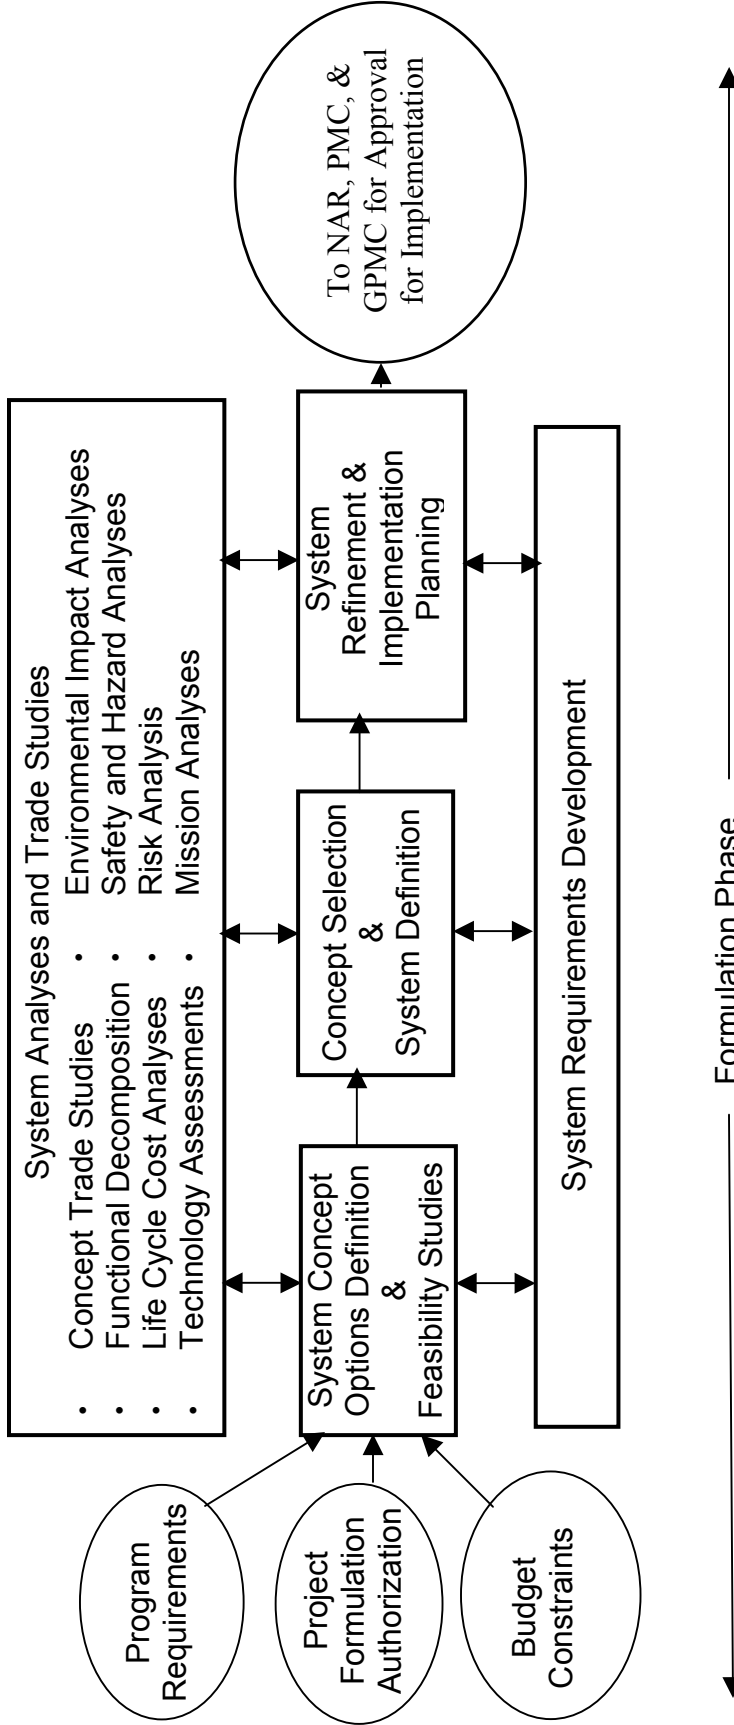 System Analyses and Trade Studies
• Concept Trade Studies
• Functional Decomposition
• Life Cycle Cost Analyses
• Technology Assessments
• Environmental Impact Analyses
• Safety and Hazard Analyses
• Risk Analysis
• Mission Analyses
Program
Requirements
Project
Formulation
Authorization
Budget
Constraints
System Concept
Options Definition
&
Feasibility Studies
Concept Selection
&
System Definition
System
Refinement &
Implementation
Planning
To NAR, PMC, &
GPMC for Approval
for Implementation
System Requirements Development
Formulation Phase